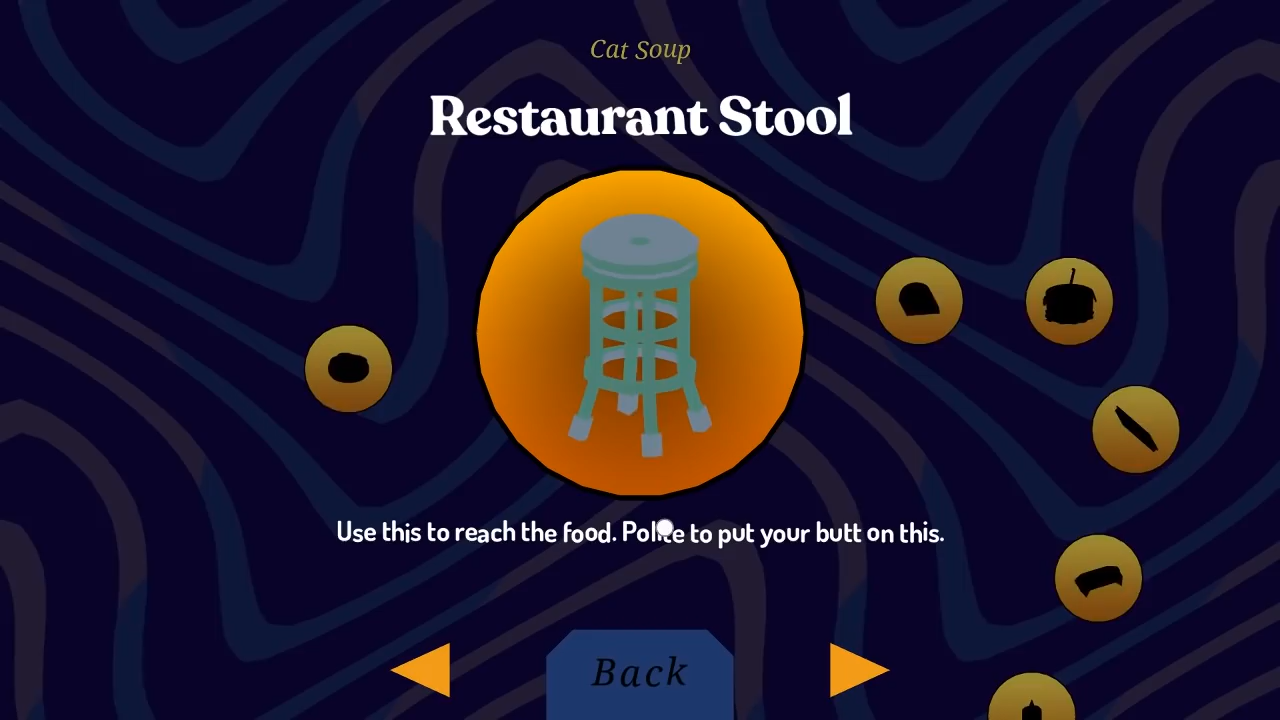 Cat Soup
Restaurant Stool
Use this to reach the food. Polite to put your butt on this.
Back